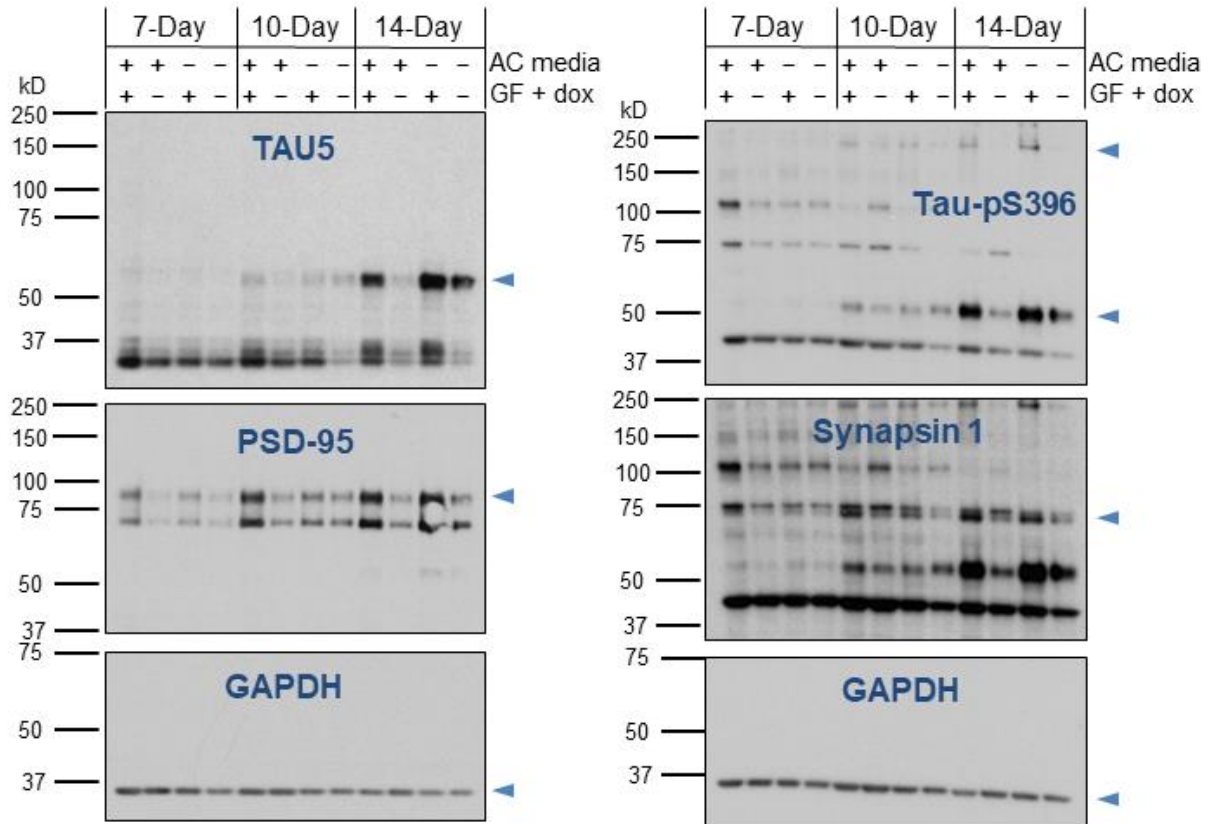 7-Day 10-Day 14-Day
+ + − − + + − − + + − − AC media
+ − + − + − + − + − + − GF + dox
kD
250
150
100
75
50
37
TAU5
250
150
100
75
50
37
PSD-95
75
50
37
GAPDH
7-Day 10-Day 14-Day
+ + − − + + − − + + − − AC media
+ − + − + − + − + − + − GF + dox
kD
250
150
100
75
50
37
Tau-pS396
250
150
100
75
50
37
Synapsin 1
75
50
37
GAPDH